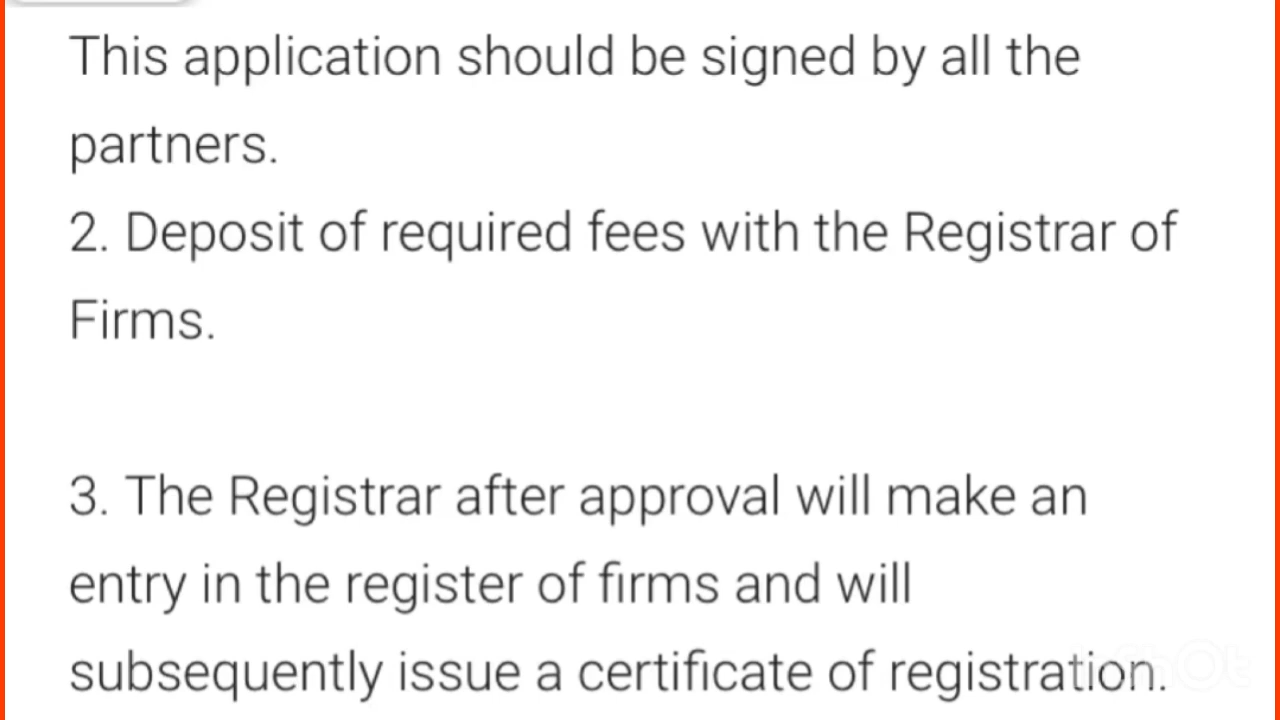 This application should be signed by all the
partners.
2. Deposit of required fees with the Registrar of
Firms.
3. The Registrar after approval will make an
entry in the register of firms and will
subsequently issue a certificate of registration.
InShOt